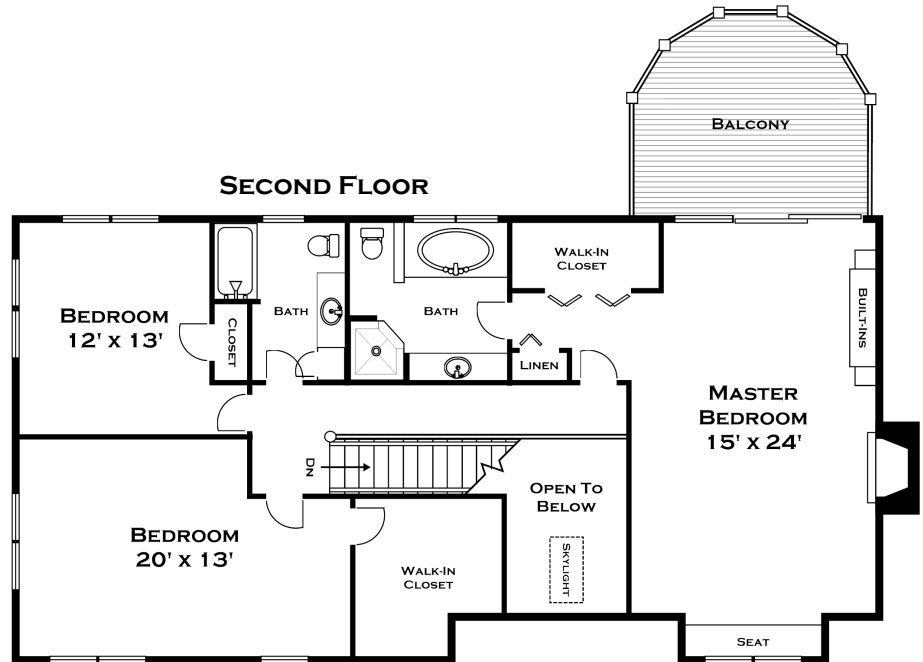 BALCONY
SECOND FLOOR
WALK-IN
CLOSET
BEDROOM
12' X 13'
CLOSET
BATH
BATH
BUILT-INS
LINEN
MASTER
BEDROOM
15' X 24'
DN
OPEN TO
BELOW
BEDROOM
20' X 13'
SKYLIGHT
WALK-IN
CLOSET
SEAT